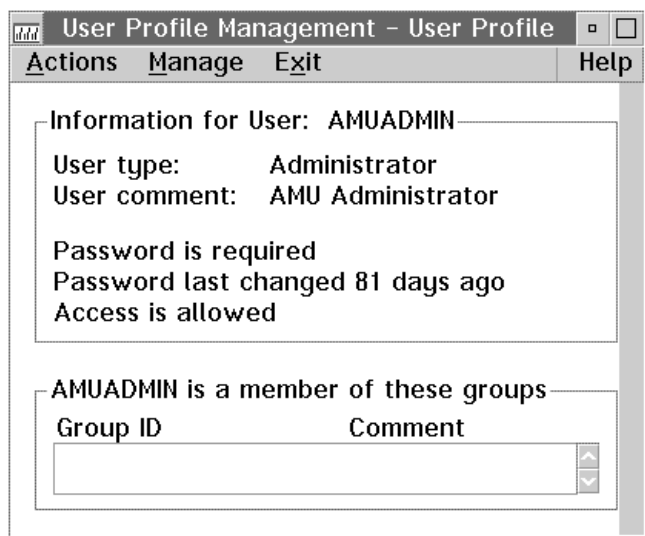 User Profile Management – User Profile
Actions Manage Exit Help
Information for User: AMUADMIN
User type: Administrator
User comment: AMU Administrator
Password is required
Password last changed 81 days ago
Access is allowed
AMUADMIN is a member of these groups
Group ID Comment